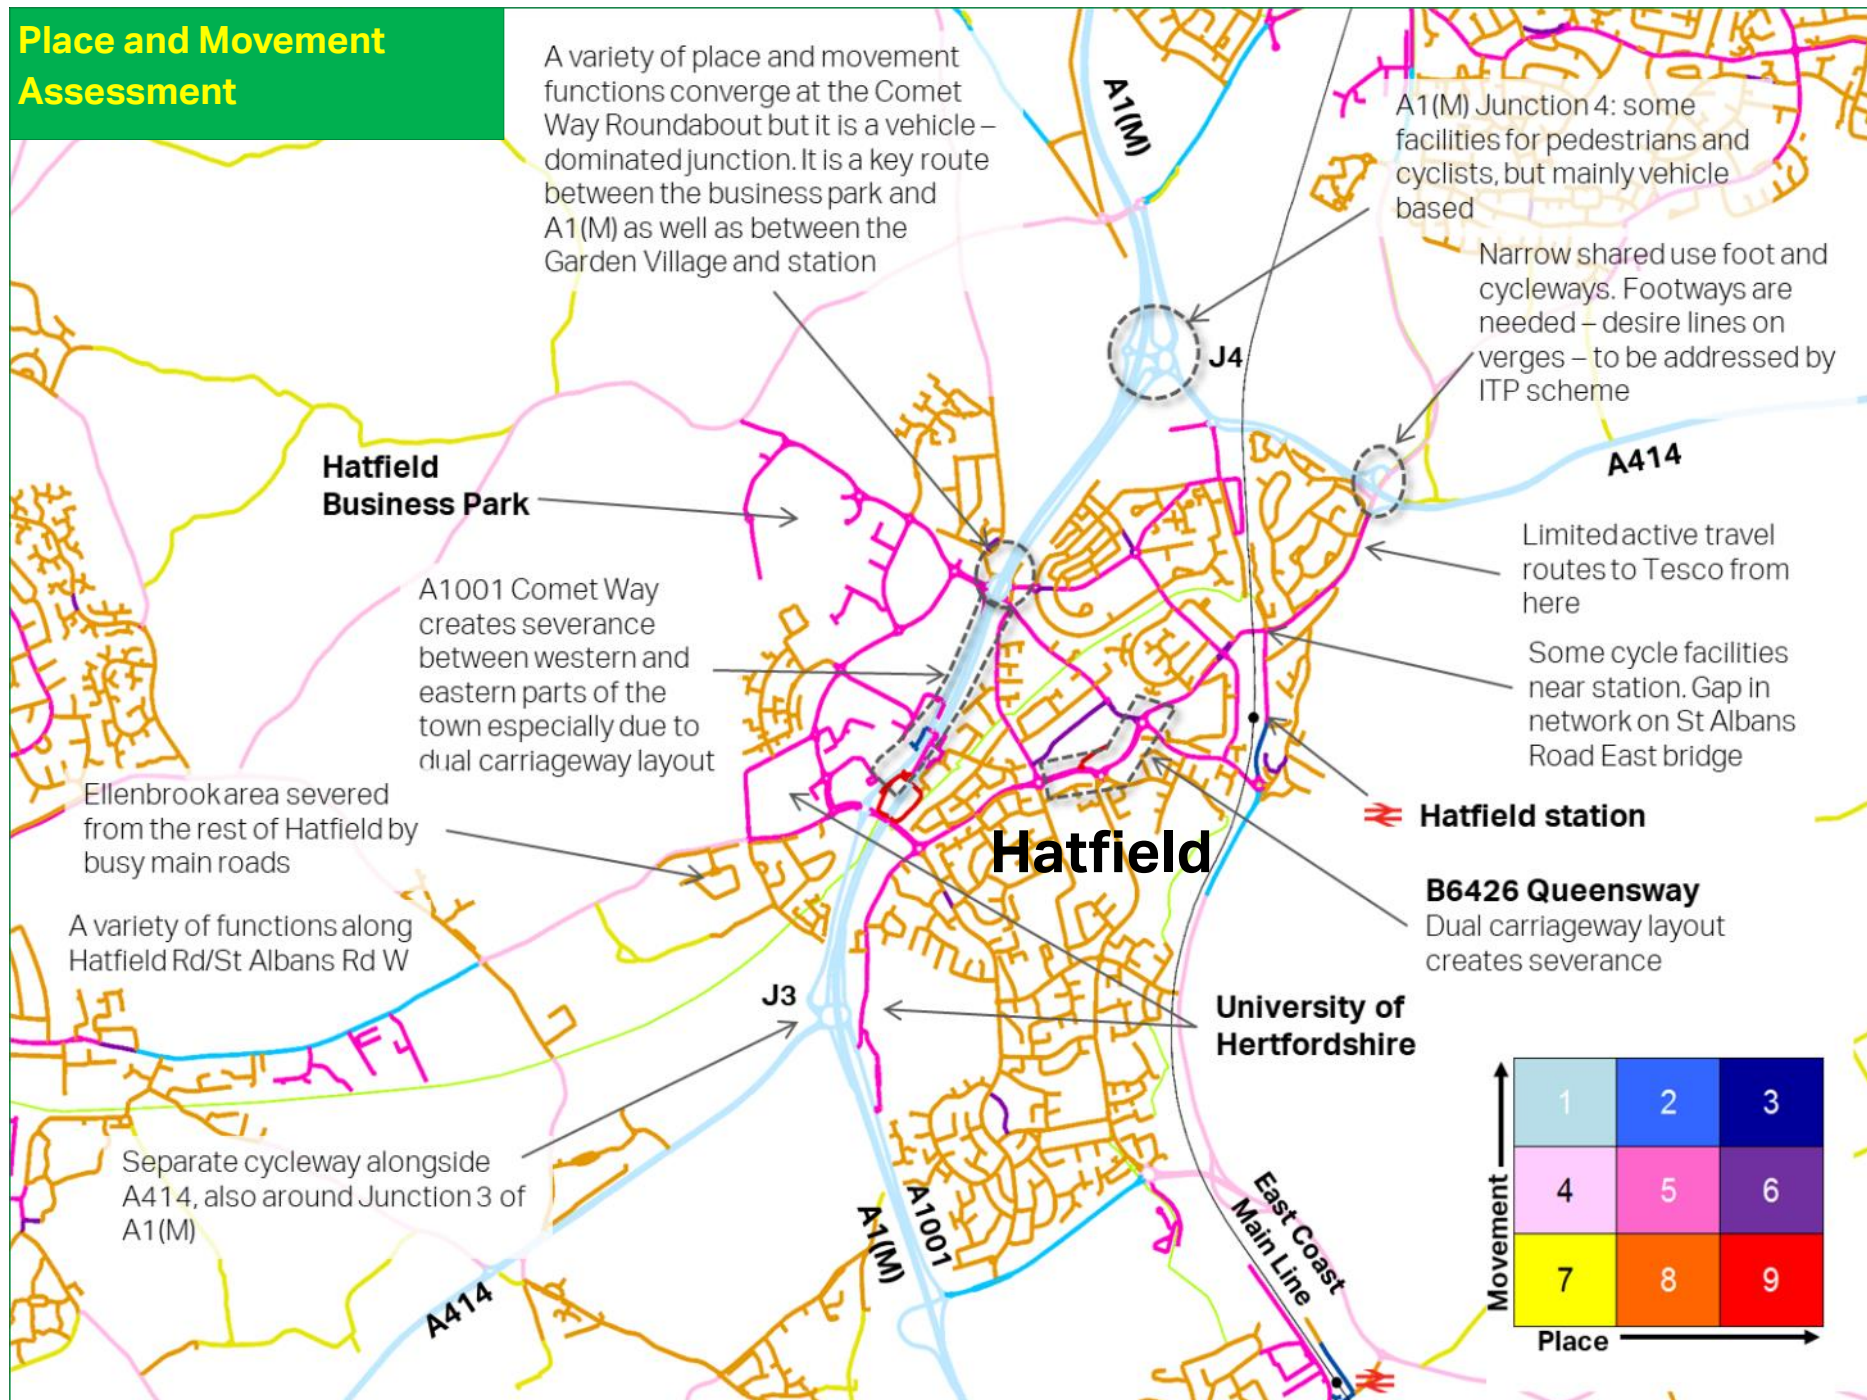 Place and Movement
Assessment
A variety of place and movement
functions converge at the Comet
Way Roundabout but it is a vehicle –
dominated junction. It is a key route
between the business park and
A1(M) as well as between the
Garden Village and station
A1(M)
A1(M) Junction 4: some
facilities for pedestrians and
cyclists, but mainly vehicle
based
Narrow shared use foot and
cycleways. Footways are
needed – desire lines on
verges – to be addressed by
ITP scheme
J4
A414
Hatfield
Business Park
Limited active travel
routes to Tesco from
here
A1001 Comet Way
creates severance
between western and
eastern parts of the
town especially due to
dual carriageway layout
Some cycle facilities
near station. Gap in
network on St Albans
Road East bridge
Ellenbrook area severed
from the rest of Hatfield by
busy main roads
Hatfield station
Hatfield
B6426 Queensway
Dual carriageway layout
creates severance
A variety of functions along
Hatfield Rd/St Albans Rd W
J3
University of
Hertfordshire
Separate cycleway alongside
A414, also around Junction 3 of
A1(M)
A1(M)
A1001
East Coast
Main Line
A414
Movement
1 2 3
4 5 6
7 8 9
Place